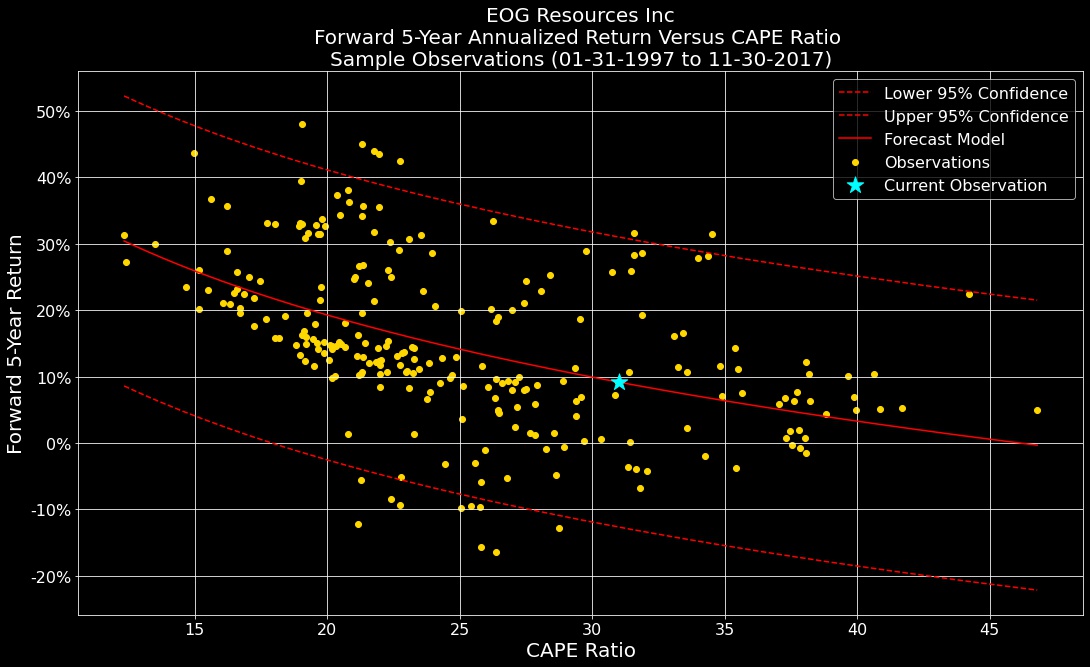 EOG Resources Inc
Forward 5-Year Annualized Return Versus CAPE Ratio
Sample Observations (01-31-1997 to 11-30-2017)
Lower 95% Confidence
Upper 95% Confidence
Forecast Model
Observations
Current Observation
Forward 5-Year Return
50%
40%
30%
20%
10%
0%
-10%
-20%
15 20 25 30 35 40 45
CAPE Ratio